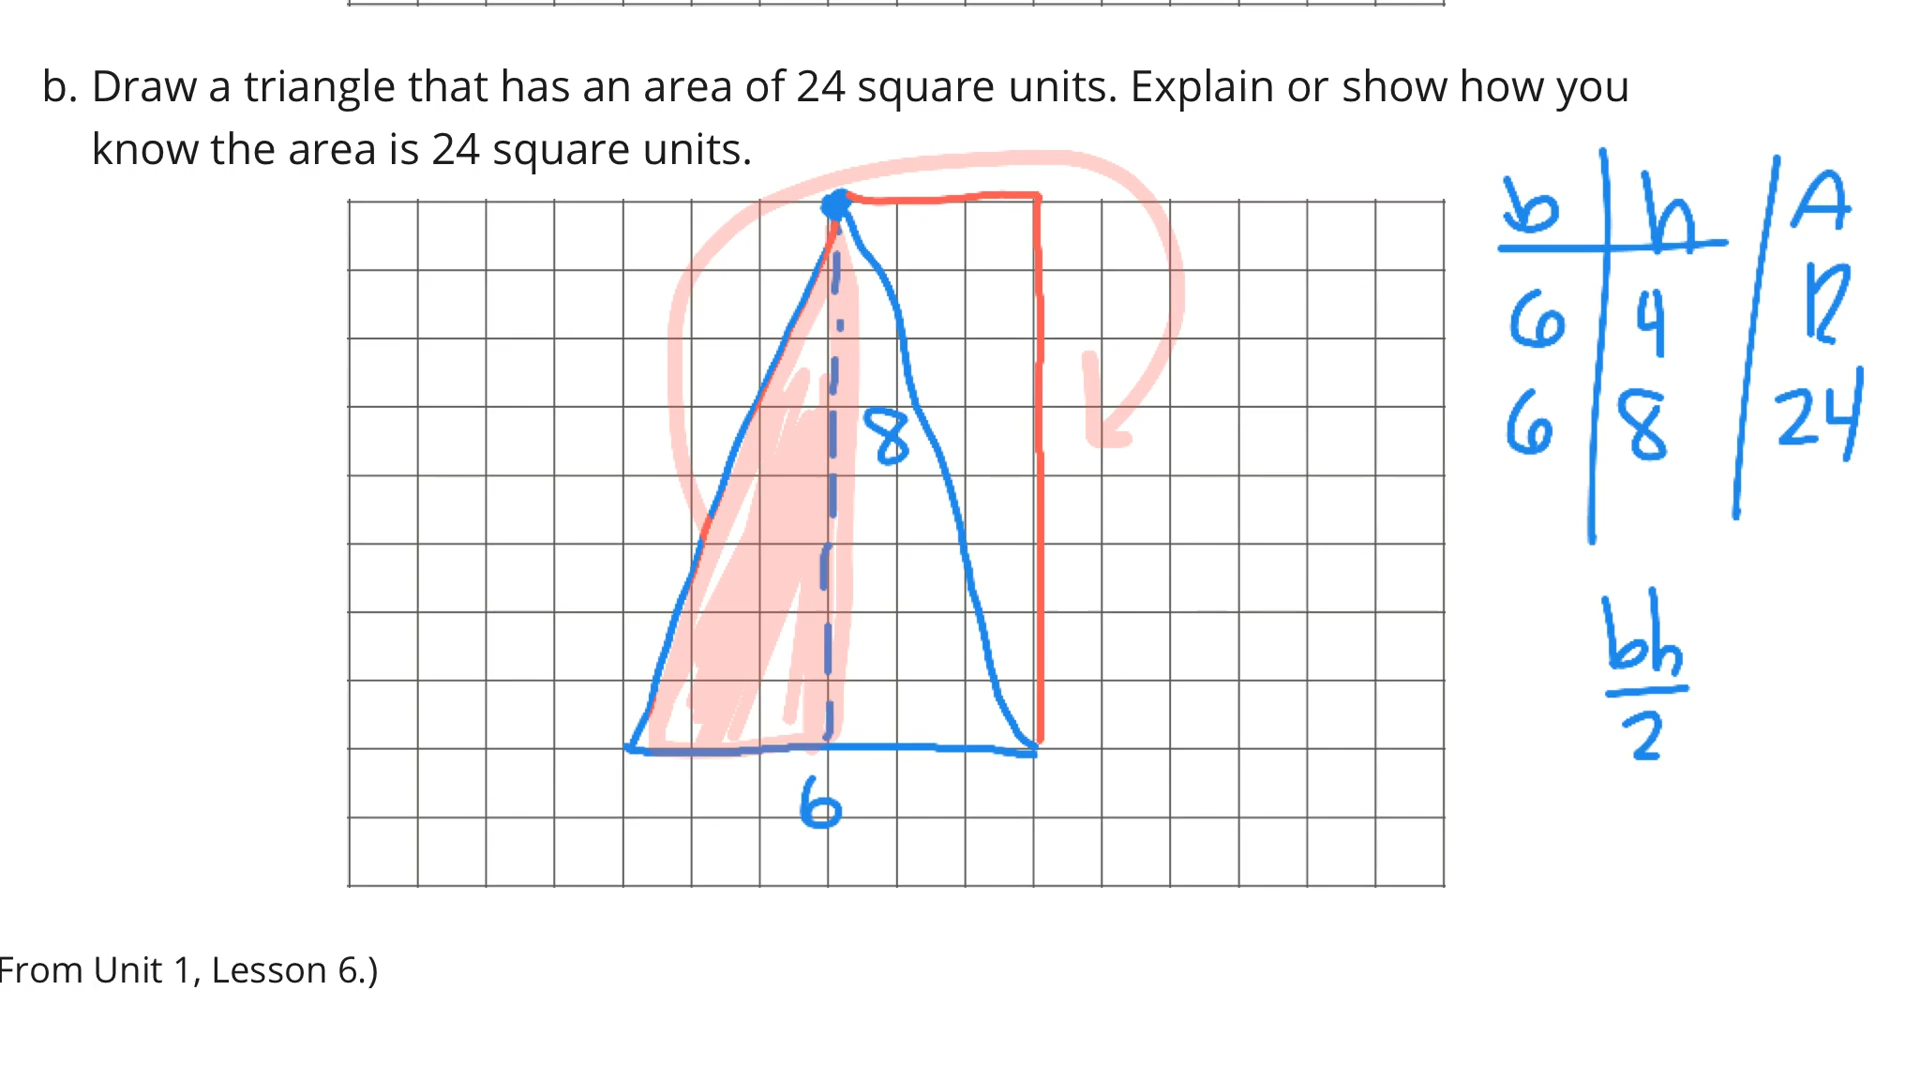 b. Draw a triangle that has an area of 24 square units. Explain or show how you
know the area is 24 square units.
b h A
6 4 12
6 8 24
8
bh
2
6
From Unit 1, Lesson 6.)